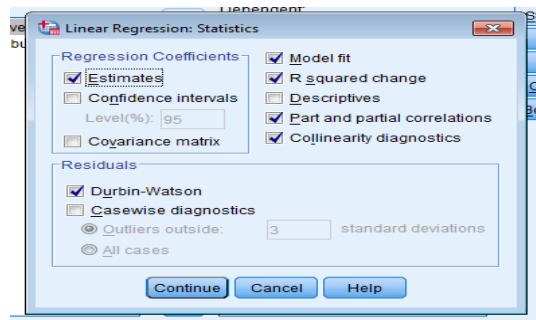 Dependent:
Linear Regression: Statistics
Regression Coefficients
Estimates
Confidence intervals
Level(%): 95
Covariance matrix
Model fit
R squared change
Descriptives
Part and partial correlations
Collinearity diagnostics
Residuals
Durbin-Watson
Casewise diagnostics
Outliers outside: 3 standard deviations
All cases
Continue Cancel Help